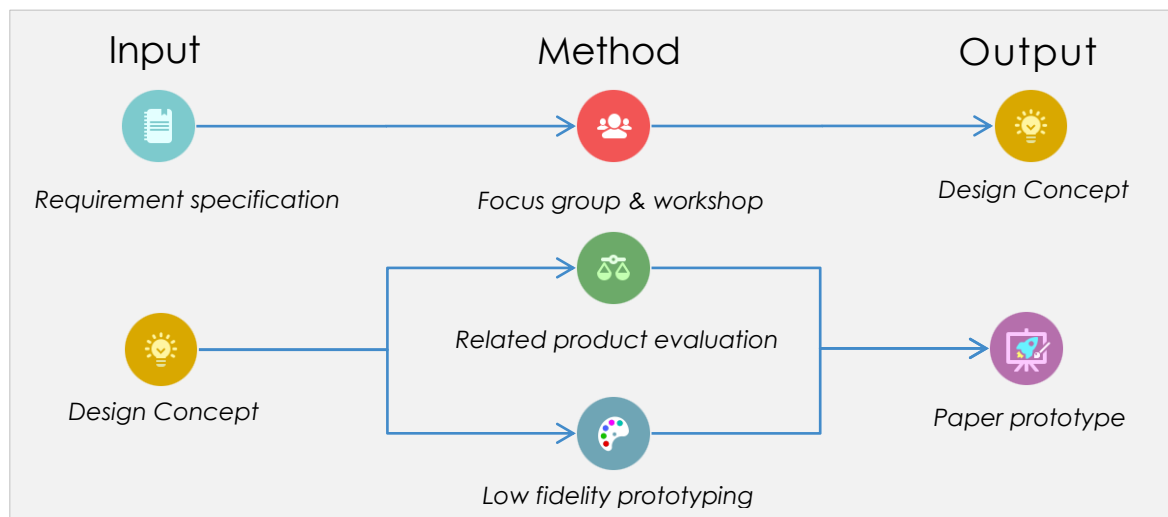 Input
Method
Output
Requirement specification
Focus group & workshop
Design Concept
Design Concept
Related product evaluation
Low fidelity prototyping
Paper prototype